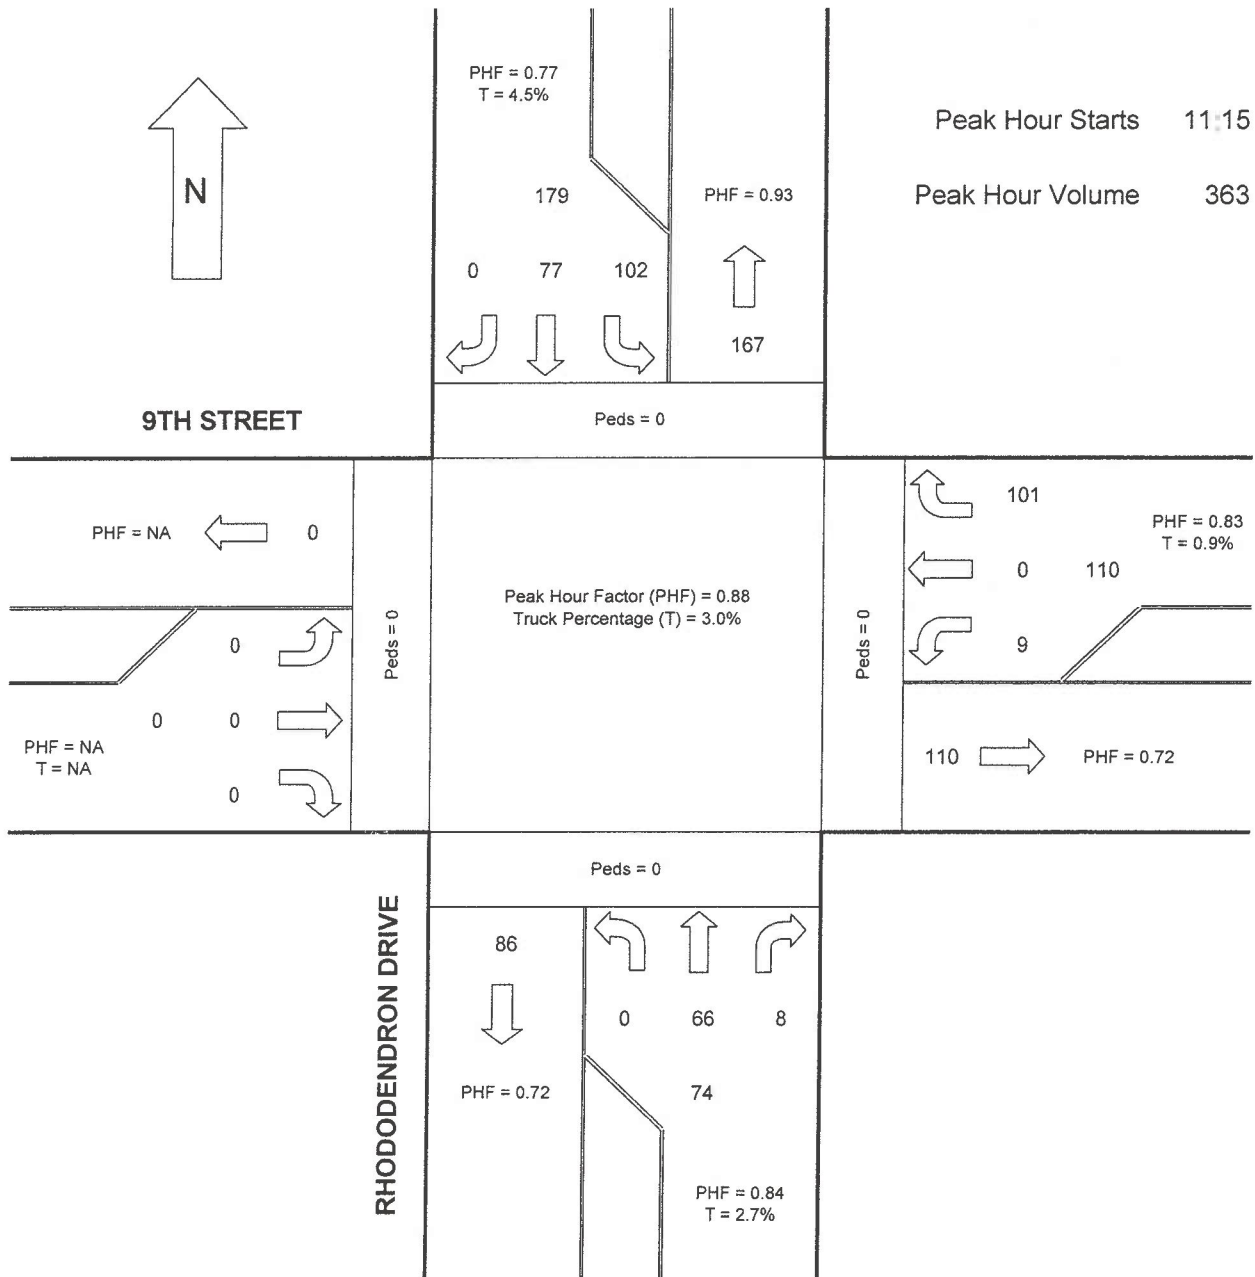 PHF = 0.77
T = 4.5%
Peak Hour Starts 11:15
N
179
PHF = 0.93
Peak Hour Volume 363
0 77 102
167
9TH STREET
Peds = 0
101
PHF = NA
0
PHF = 0.83
T = 0.9%
0 110
Peak Hour Factor (PHF) = 0.88
Truck Percentage (T) = 3.0%
Peds = 0
Peds = 0
0
9
0 0
PHF = NA
T = NA
110
PHF = 0.72
0
Peds = 0
RHODODENDRON DRIVE
86
0 66 8
PHF = 0.72
74
PHF = 0.84
T = 2.7%